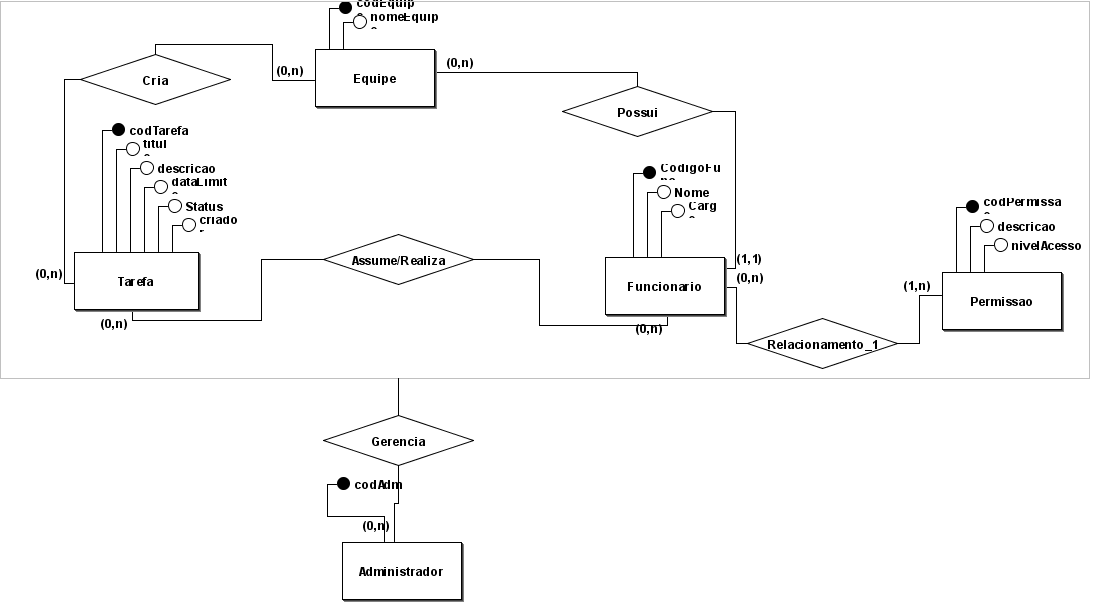 codEquip
nomeEquip
Cria
(0,n)
Equipe
(0,n)
Possui
codTarefa
titul
descricao
dataLimit
Status
criado
CodigoFu
Nome
Carg
codPermissa
descricao
nivelAcesso
(0,n)
Tarefa
(0,n)
Assume/Realiza
(1,1)
(0,n)
Funcionario
(0,n)
(1,n)
Permissao
Relacionamento_1
Gerencia
codAdm
(0,n)
Administrador